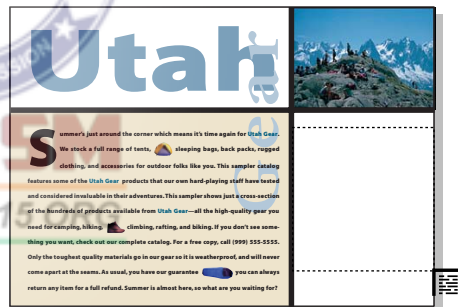 Utah
Gear
Summer's just around the corner which means it's time again for Utah Gear.
We stock a full range of tents, sleeping bags, back packs, rugged
clothing, and accessories for outdoor folks like you. This sampler catalog
features some of the Utah Gear products that our own hard-playing staff have tested
and considered invaluable in their adventures. This sampler shows just a cross-section
of the hundreds of products available from Utah Gear—all the high-quality gear you
need for camping, hiking, climbing, rafting, and biking. If you don't see some-
thing you want, check out our complete catalog. For a free copy, call (999) 555-5555.
Only the toughest quality materials go in our gear so it is weatherproof, and will never
come apart at the seams. As usual, you have our guarantee you can always
return any item for a full refund. Summer is almost here, so what are you waiting for?